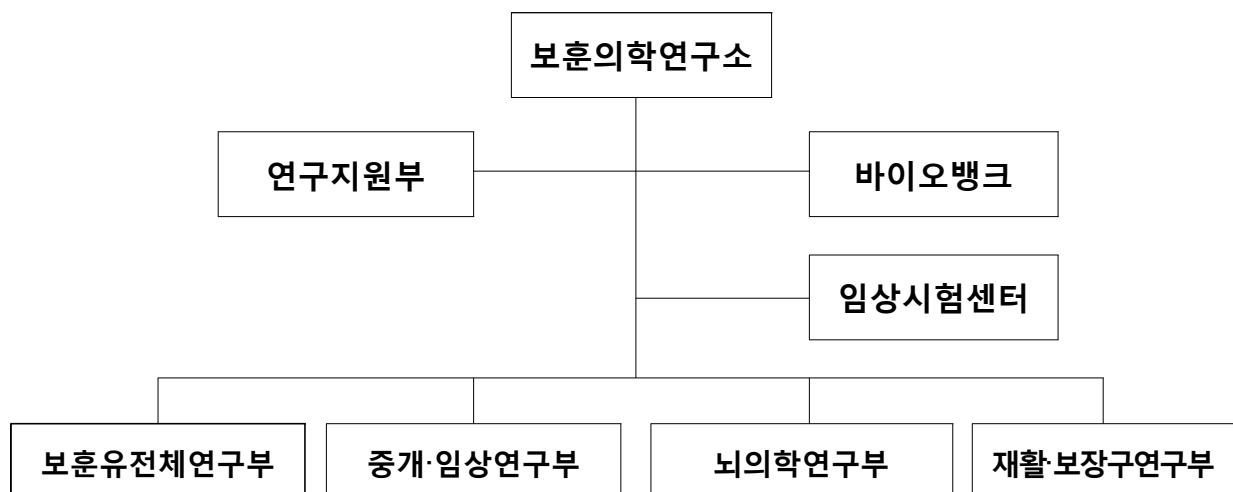 보훈의학연구소
연구지원부
바이오뱅크
임상시험센터
보훈유전체연구부
중개·임상연구부
뇌의학연구부
재활·보장구연구부